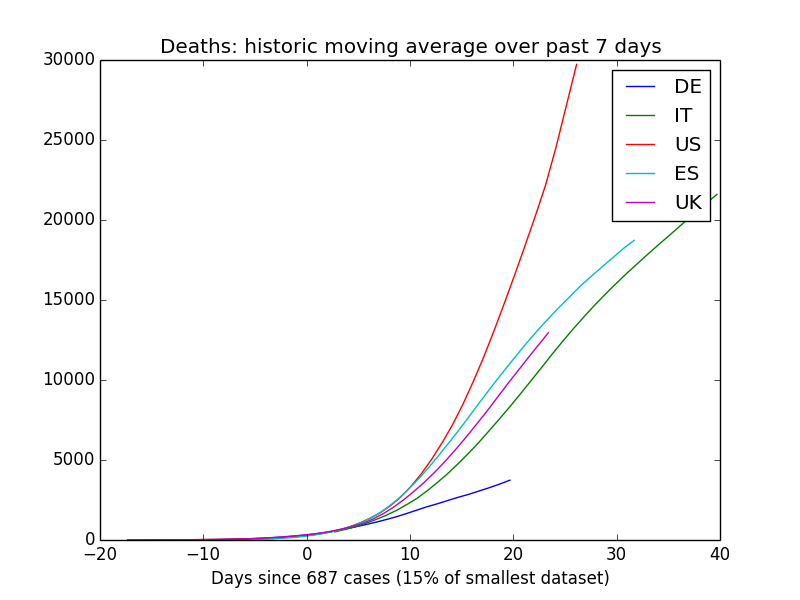 Deaths: historic moving average over past 7 days
30000
25000
20000
15000
10000
5000
0
DE
IT
US
ES
UK
−20
−10
0
10
20
30
40
Days since 687 cases (15% of smallest dataset)